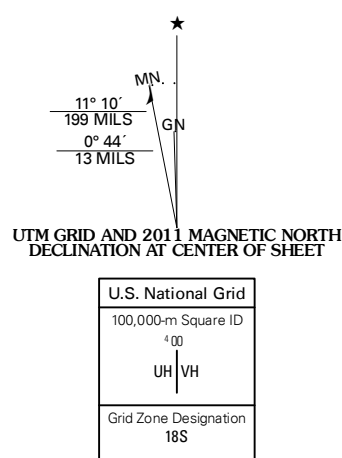 ★
MN
11° 10´
199 MILS
GN
0° 44´
13 MILS
UTM GRID AND 2011 MAGNETIC NORTH
DECLINATION AT CENTER OF SHEET
U.S. National Grid
100,000-m Square ID
⁴00
UH VH
Grid Zone Designation
18S